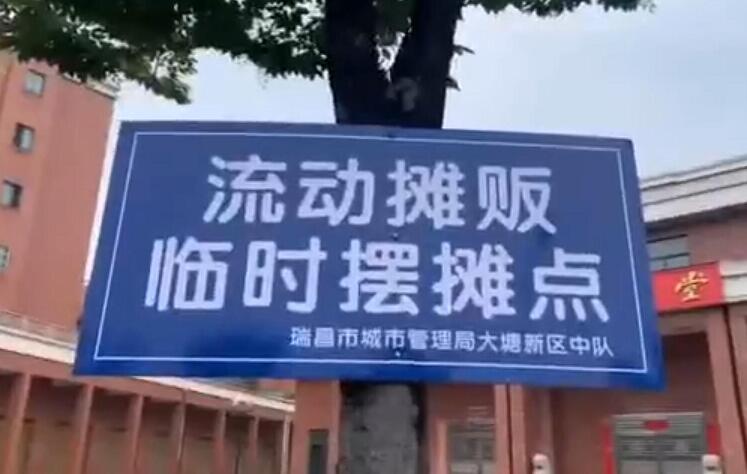 流动摊贩
临时摆摊点
瑞昌市城市管理局大塘新区中队
堂